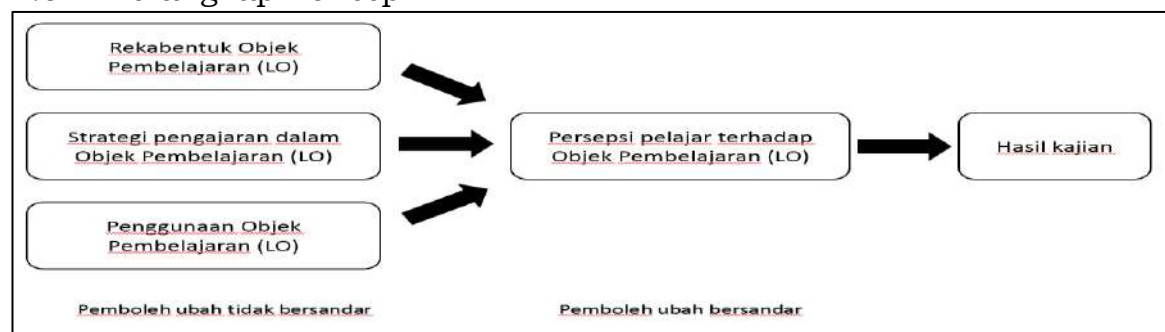 Rekabentuk Objek
Pembelajaran (LO)
Strategi pengajaran dalam
Objek Pembelajaran (LO)
Penggunaan Objek
Pembelajaran (LO)
Persepsi pelajar terhadap
Objek Pembelajaran (LO)
Hasil kajian
Pemboleh ubah tidak bersandar
Pemboleh ubah bersandar